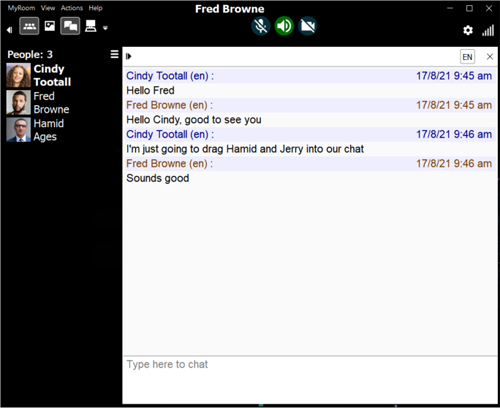 MyRoom View Actions Help
Fred Browne
People: 3
Cindy
Tootall
Fred
Browne
Hamid
Ages
EN
Cindy Tootall (en) : 17/8/21 9:45 am
Hello Fred
Fred Browne (en) : 17/8/21 9:45 am
Hello Cindy, good to see you
Cindy Tootall (en) : 17/8/21 9:46 am
I'm just going to drag Hamid and Jerry into our chat
Fred Browne (en) : 17/8/21 9:46 am
Sounds good
Type here to chat